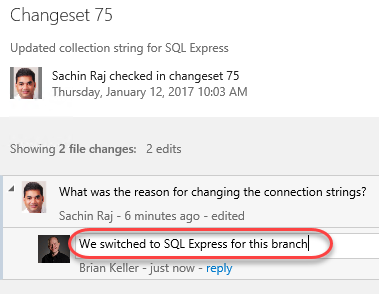 Changeset 75
Updated collection string for SQL Express
Sachin Raj checked in changeset 75
Thursday, January 12, 2017 10:03 AM
Showing 2 file changes: 2 edits
What was the reason for changing the connection strings?
Sachin Raj - 6 minutes ago - edited
We switched to SQL Express for this branch
Brian Keller - just now - reply